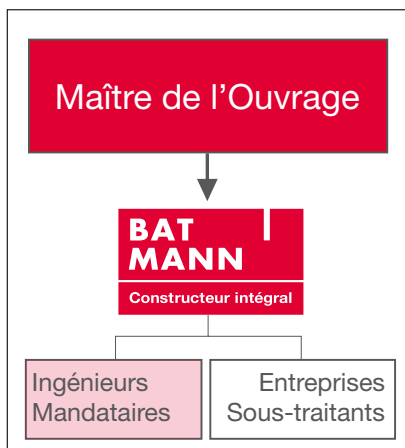 Maître de l'Ouvrage
BAT
MANN
Constructeur intégral
Ingénieurs
Mandataires
Entreprises
Sous-traitants